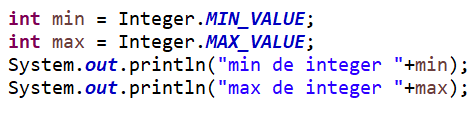 int min = Integer.MIN_VALUE;
int max = Integer.MAX_VALUE;
System.out.println("min de integer "+min);
System.out.println("max de integer "+max);